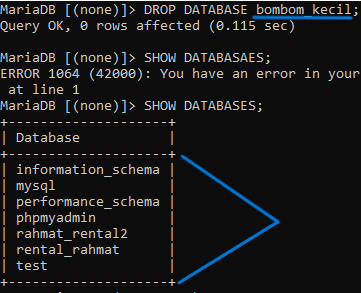 MariaDB [(none)]> DROP DATABASE bombom_kecil;
Query OK, 0 rows affected (0.115 sec)
MariaDB [(none)]> SHOW DATABASAES;
ERROR 1064 (42000): You have an error in your
at line 1
MariaDB [(none)]> SHOW DATABASES;
+--------------------+
| Database           |
+--------------------+
| information_schema |
| mysql              |
| performance_schema |
| phpmyadmin         |
| rahmat_rental2     |
| rental_rahmat      |
| test               |
+--------------------+